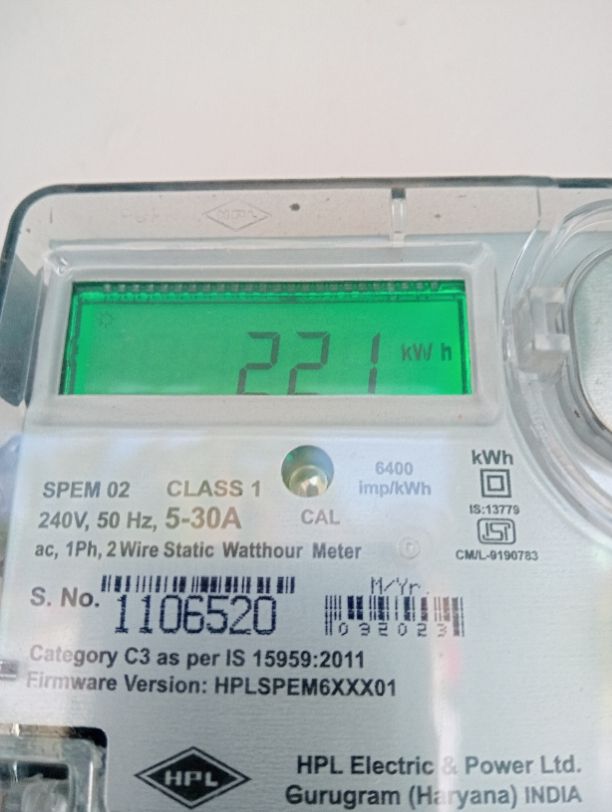 HPL
221 kWh
6400
imp/kWh
kWh
SPEM 02 CLASS 1
240V, 50 Hz, 5-30A
CAL
IS:13779
ISI
CM/L-9190783
ac, 1Ph, 2 Wire Static Watthour Meter
S. No. 1106520
M/Yr.
092023
Category C3 as per IS 15959:2011
Firmware Version: HPLSPEM6XXX01
HPL
HPL Electric & Power Ltd.
Gurugram (Haryana) INDIA